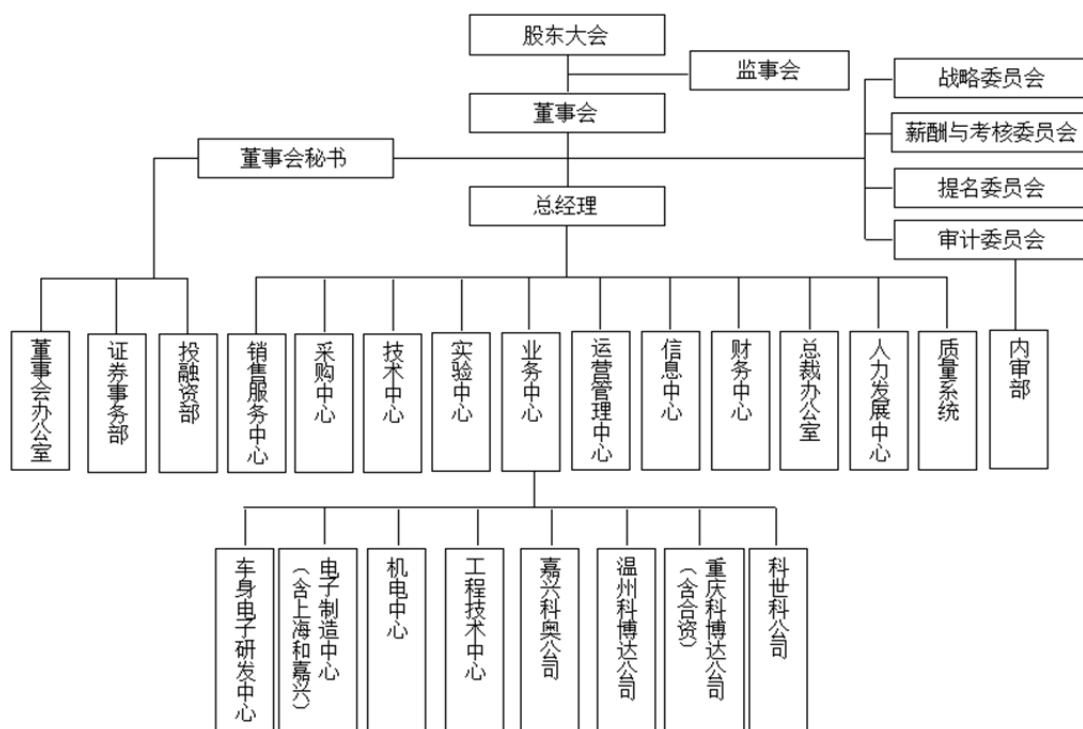 股东大会
监事会
董事会
战略委员会
薪酬与考核委员会
董事会秘书
提名委员会
总经理
审计委员会
董事会办公室
证券事务部
投融资部
销售服务中心
采购中心
技术中心
实验中心
业务中心
运营管理中心
信息中心
财务中心
总裁办公室
人力发展中心
质量系统
内审部
车身电子研发中心
电子制造中心
（含上海和嘉兴）
机电中心
工程技术中心
嘉兴科奥公司
温州科博达公司
重庆科博达公司
（含合资）
科世科公司